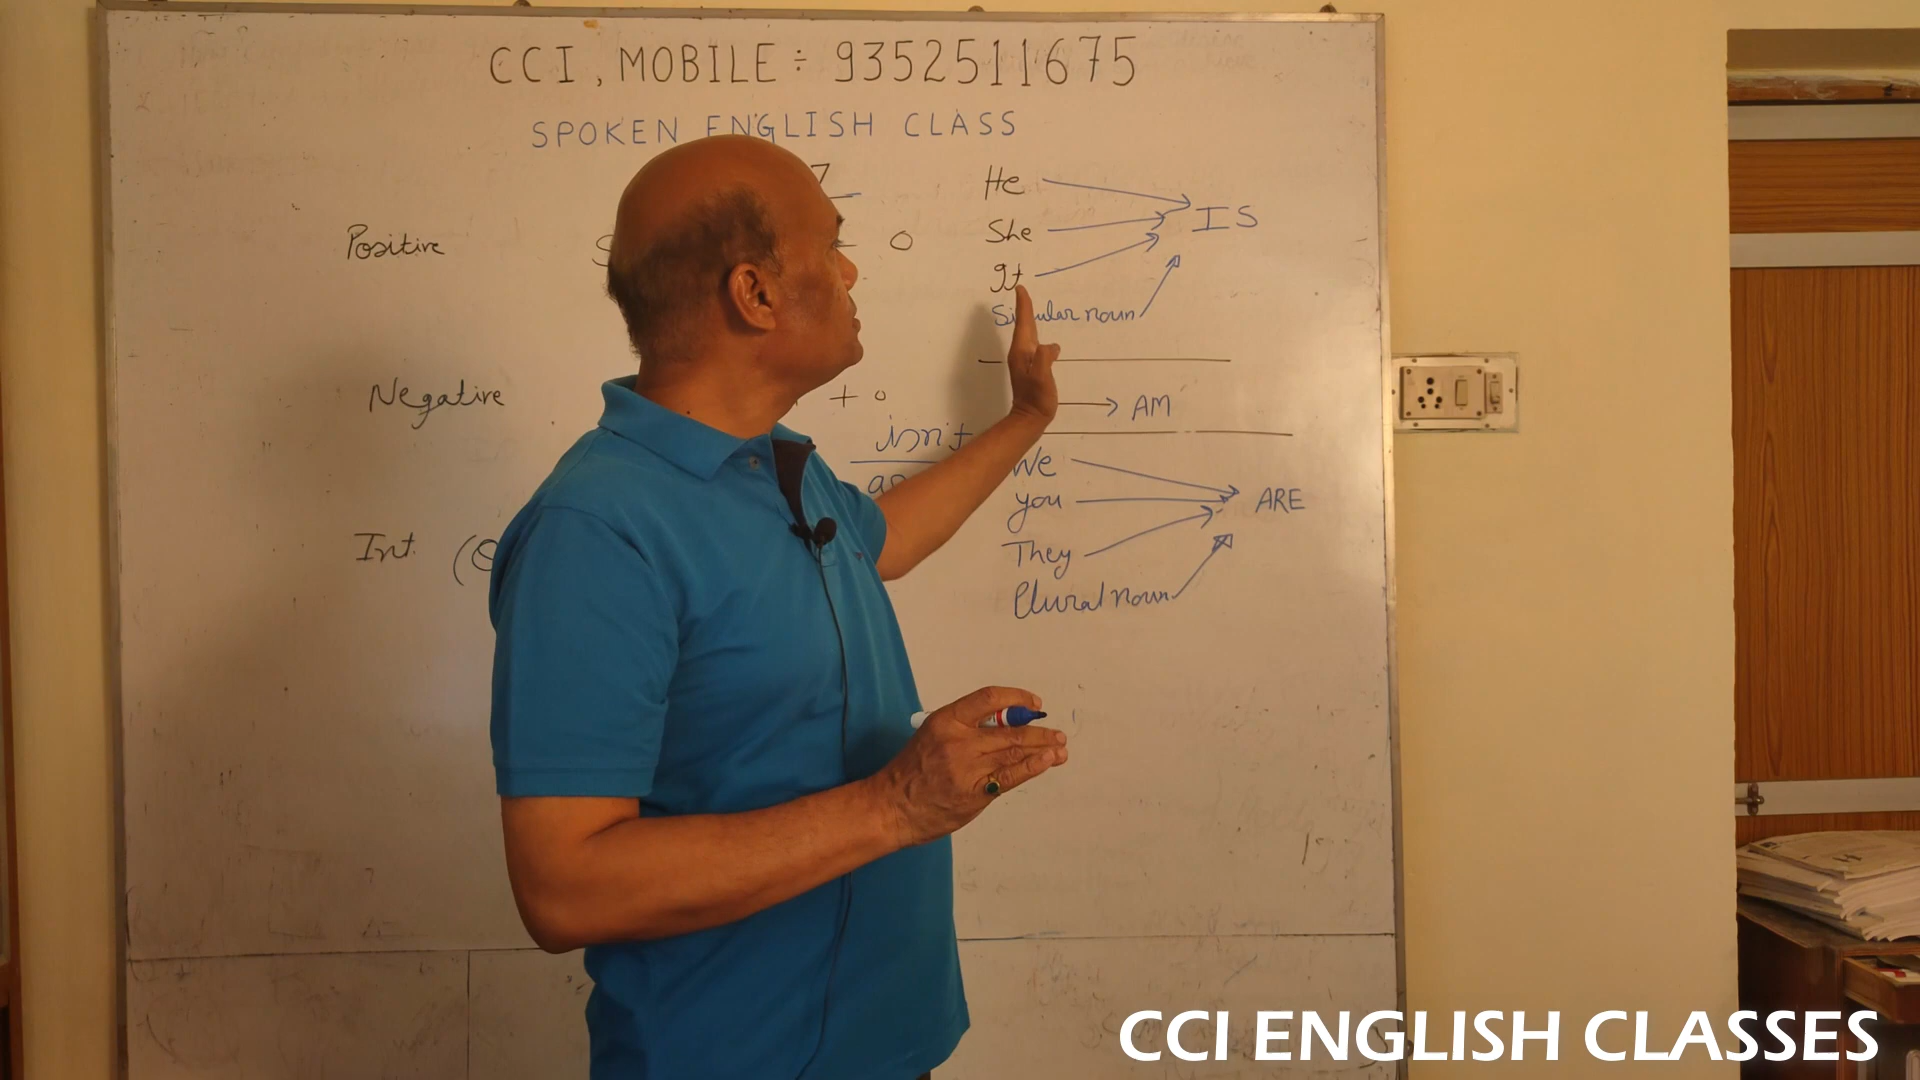 CCI, MOBILE ÷ 9352511675
SPOKEN ENGLISH CLASS
7
Positive
S
O
Negative
+ o
isn't
Int.
He
She
It
IS
Singular noun
AM
We
you
They
ARE
Plural noun
CCI ENGLISH CLASSES